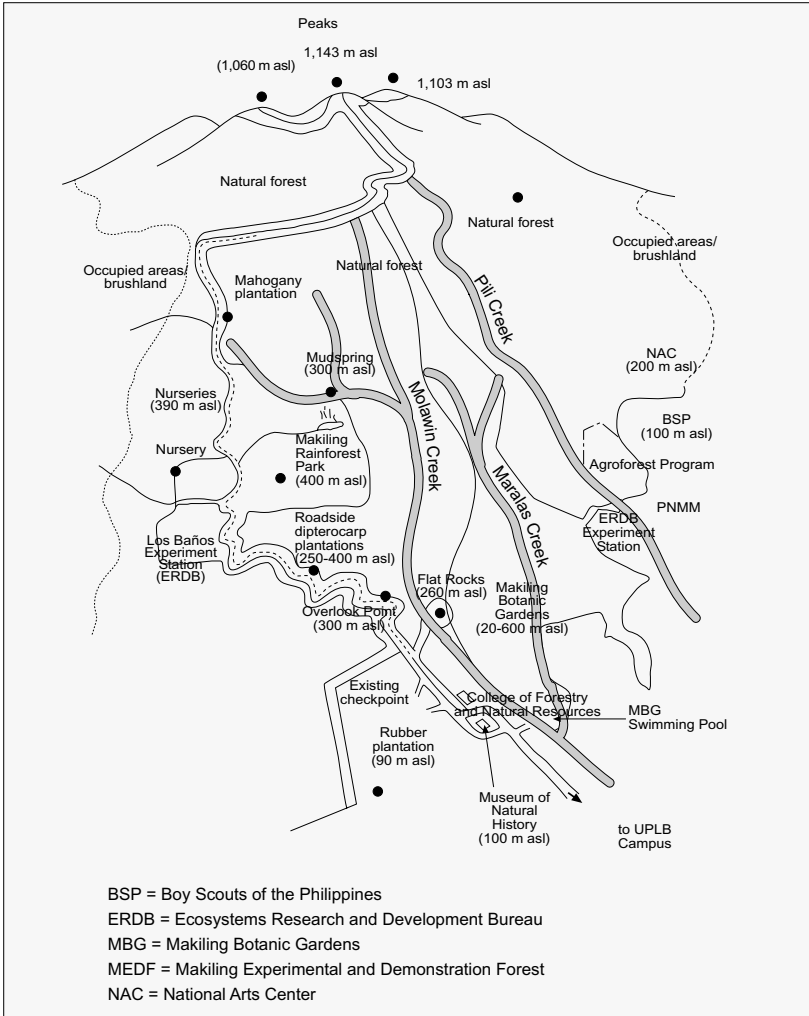 Peaks
1,143 m asl
(1,060 m asl)
1,103 m asl
Natural forest
Natural forest
Occupied areas/
brushland
Natural forest
Occupied areas/
brushland
Mahogany
plantation
Pili Creek
Mudspring
(300 m asl)
NAC
(200 m asl)
Nurseries
(390 m asl)
Molawin Creek
BSP
(100 m asl)
Nursery
Makiling
Rainforest
Park
(400 m asl)
Agroforest Program
Maralas Creek
PNMM
Roadside
dipterocarp
plantations
(250-400 m asl)
ERDB
Experiment
Station
Los Baños
Experiment
Station
(ERDB)
Flat Rocks
(260 m asl)
Makiling
Botanic
Gardens
(20-600 m asl)
Overlook Point
(300 m asl)
Existing
checkpoint
College of Forestry
and Natural Resources
MBG
Swimming Pool
Rubber
plantation
(90 m asl)
Museum of
Natural
History
(100 m asl)
to UPLB
Campus
BSP = Boy Scouts of the Philippines
ERDB = Ecosystems Research and Development Bureau
MBG = Makiling Botanic Gardens
MEDF = Makiling Experimental and Demonstration Forest
NAC = National Arts Center